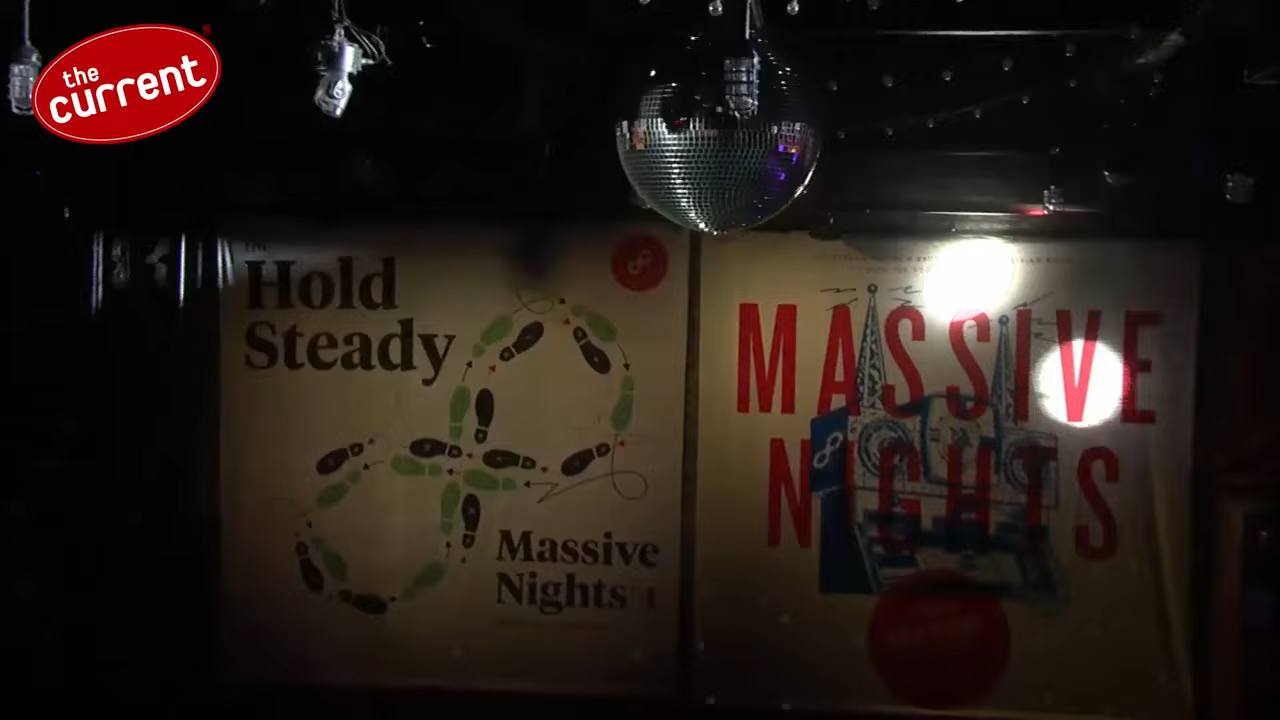 the
current
®
THE
Hold
Steady
Massive
Nights
MASSIVE
NIGHTS